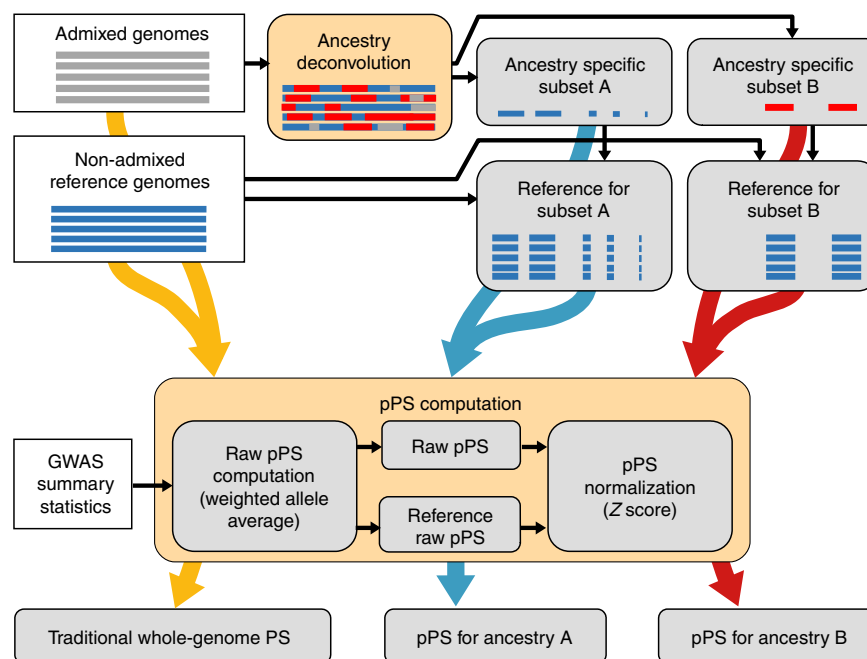 Admixed genomes
Ancestry
deconvolution
Ancestry specific
subset A
Ancestry specific
subset B
Non-admixed
reference genomes
Reference for
subset A
Reference for
subset B
pPS computation
GWAS
summary
statistics
Raw pPS
computation
(weighted allele
average)
Raw pPS
Reference
raw pPS
pPS
normalization
(Z score)
Traditional whole-genome PS
pPS for ancestry A
pPS for ancestry B